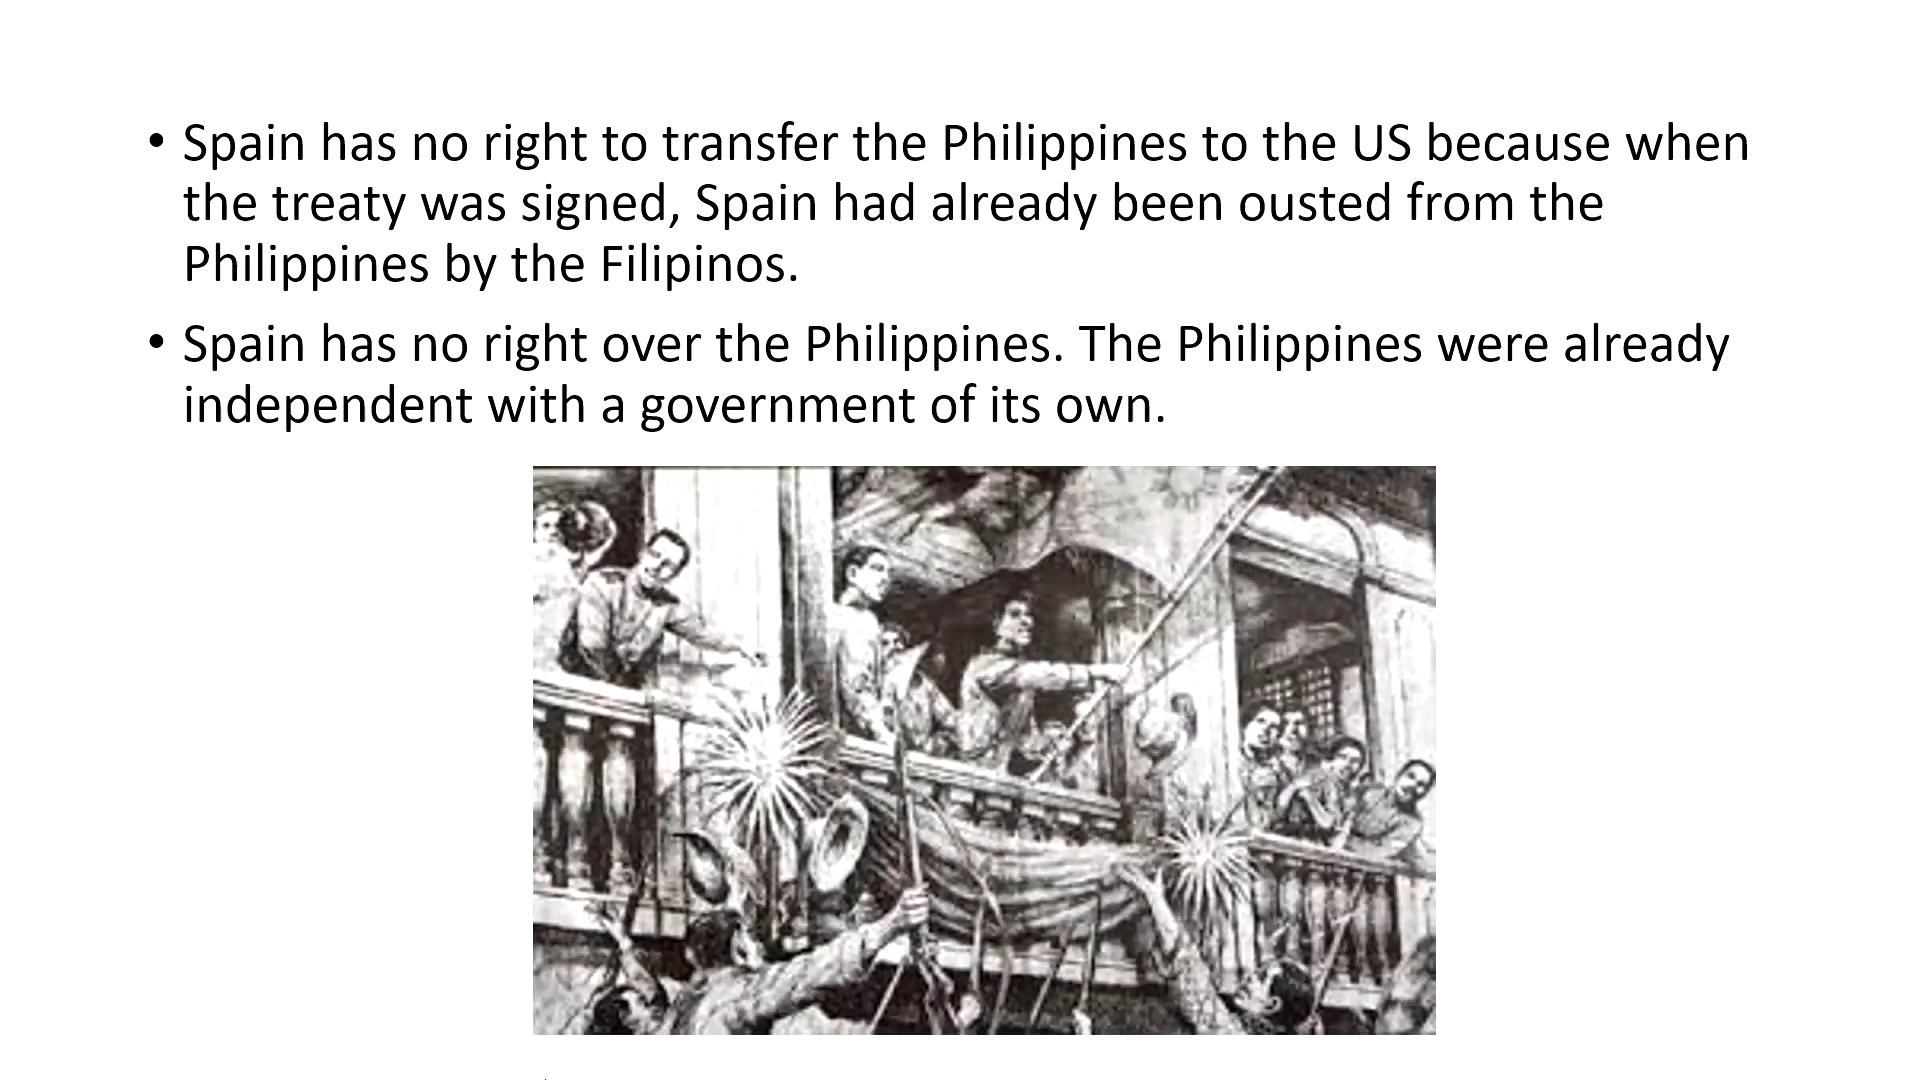 • Spain has no right to transfer the Philippines to the US because when
the treaty was signed, Spain had already been ousted from the
Philippines by the Filipinos.
• Spain has no right over the Philippines. The Philippines were already
independent with a government of its own.